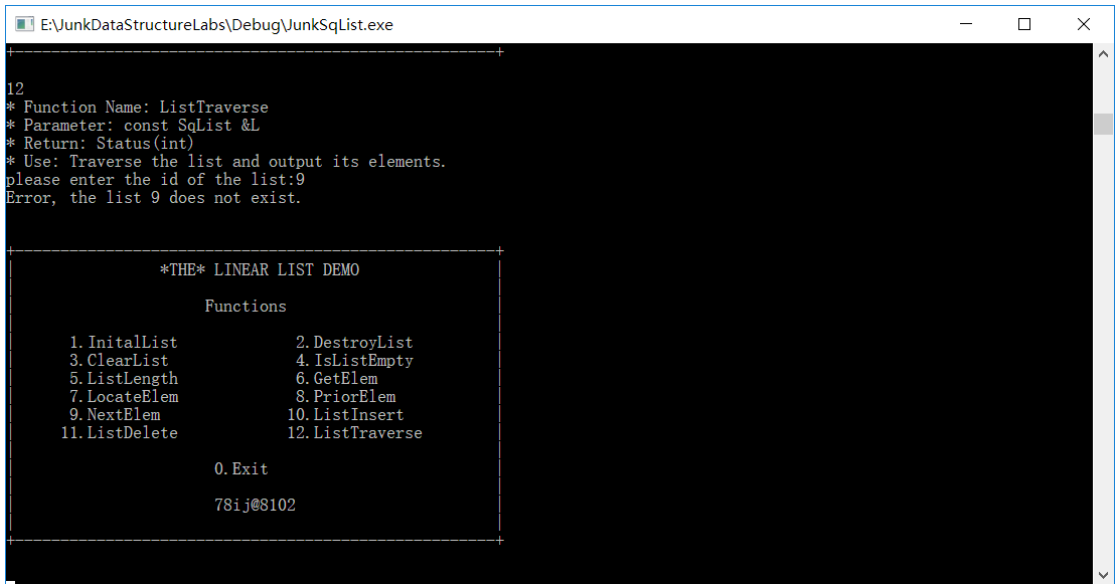 E:\JunkDataStructureLabs\Debug\JunkSqList.exe
12
* Function Name: ListTraverse
* Parameter: const SqList &L
* Return: Status(int)
* Use: Traverse the list and output its elements.
please enter the id of the list:9
Error, the list 9 does not exist.
*THE* LINEAR LIST DEMO
Functions
1.InitalList 2.DestroyList
3.ClearList 4.IsListEmpty
5.ListLength 6.GetElem
7.LocateElem 8.PriorElem
9.NextElem 10.ListInsert
11.ListDelete 12.ListTraverse
0.Exit
78ij@8102